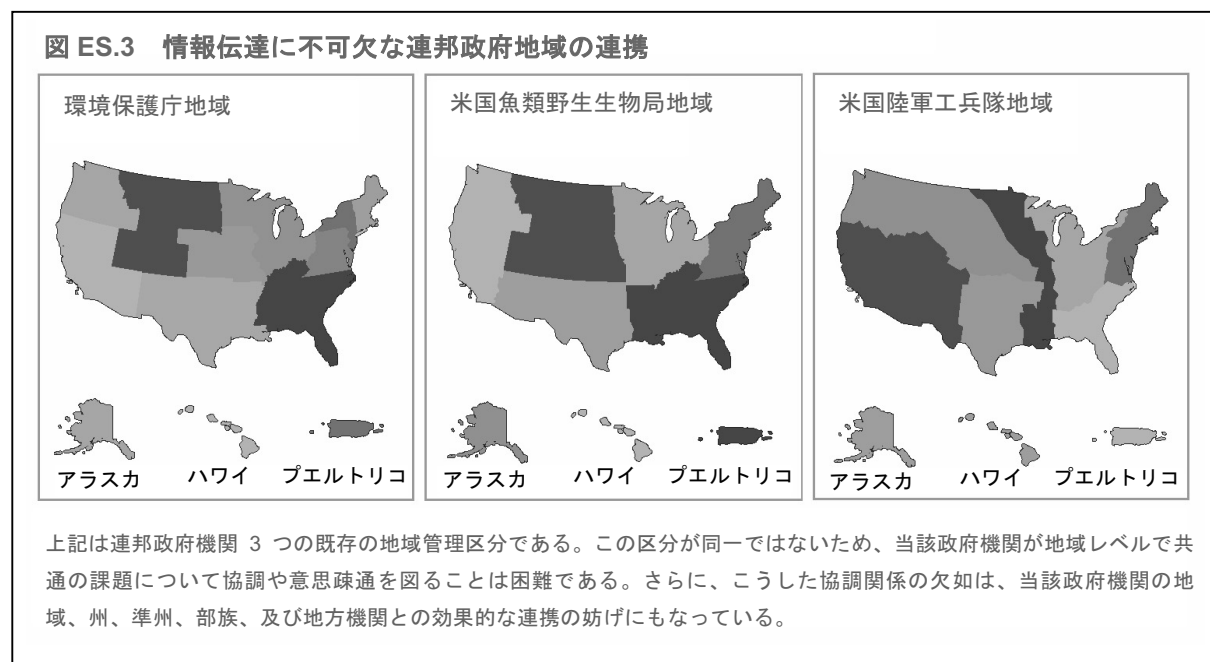 図 ES.3 情報伝達に不可欠な連邦政府地域の連携
環境保護庁地域
米国魚類野生生物局地域
米国陸軍工兵隊地域
アラスカ ハワイ プエルトリコ
アラスカ ハワイ プエルトリコ
アラスカ ハワイ プエルトリコ
上記は連邦政府機関 3 つの既存の地域管理区分である。この区分が同一ではないため、当該政府機関が地域レベルで共
通の課題について協調や意思疎通を図ることは困難である。さらに、こうした協調関係の欠如は、当該政府機関の地
域、州、準州、部族、及び地方機関との効果的な連携の妨げにもなっている。